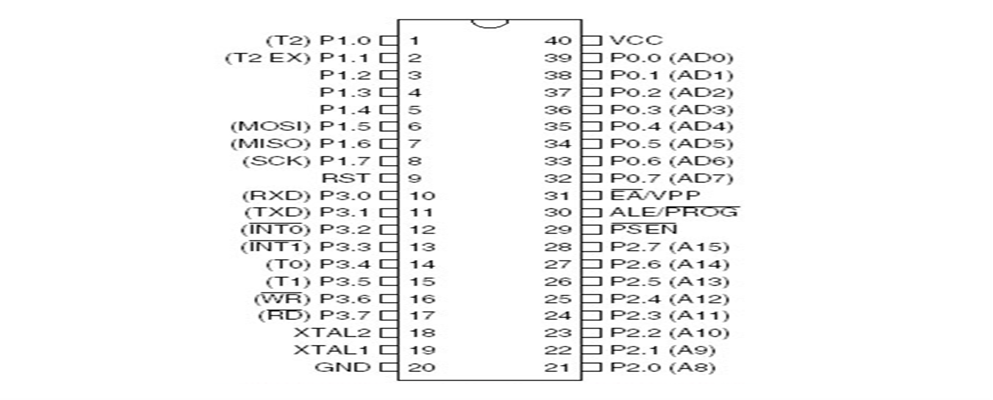 (T2) P1.0 1 40 VCC
(T2 EX) P1.1 2 39 P0.0 (AD0)
P1.2 3 38 P0.1 (AD1)
P1.3 4 37 P0.2 (AD2)
P1.4 5 36 P0.3 (AD3)
(MOSI) P1.5 6 35 P0.4 (AD4)
(MISO) P1.6 7 34 P0.5 (AD5)
(SCK) P1.7 8 33 P0.6 (AD6)
RST 9 32 P0.7 (AD7)
(RXD) P3.0 10 31 E̅A̅/VPP
(TXD) P3.1 11 30 ALE/P̅R̅O̅G̅
(I̅N̅T̅0̅) P3.2 12 29 P̅S̅E̅N̅
(I̅N̅T̅1̅) P3.3 13 28 P2.7 (A15)
(T0) P3.4 14 27 P2.6 (A14)
(T1) P3.5 15 26 P2.5 (A13)
(W̅R̅) P3.6 16 25 P2.4 (A12)
(R̅D̅) P3.7 17 24 P2.3 (A11)
XTAL2 18 23 P2.2 (A10)
XTAL1 19 22 P2.1 (A9)
GND 20 21 P2.0 (A8)